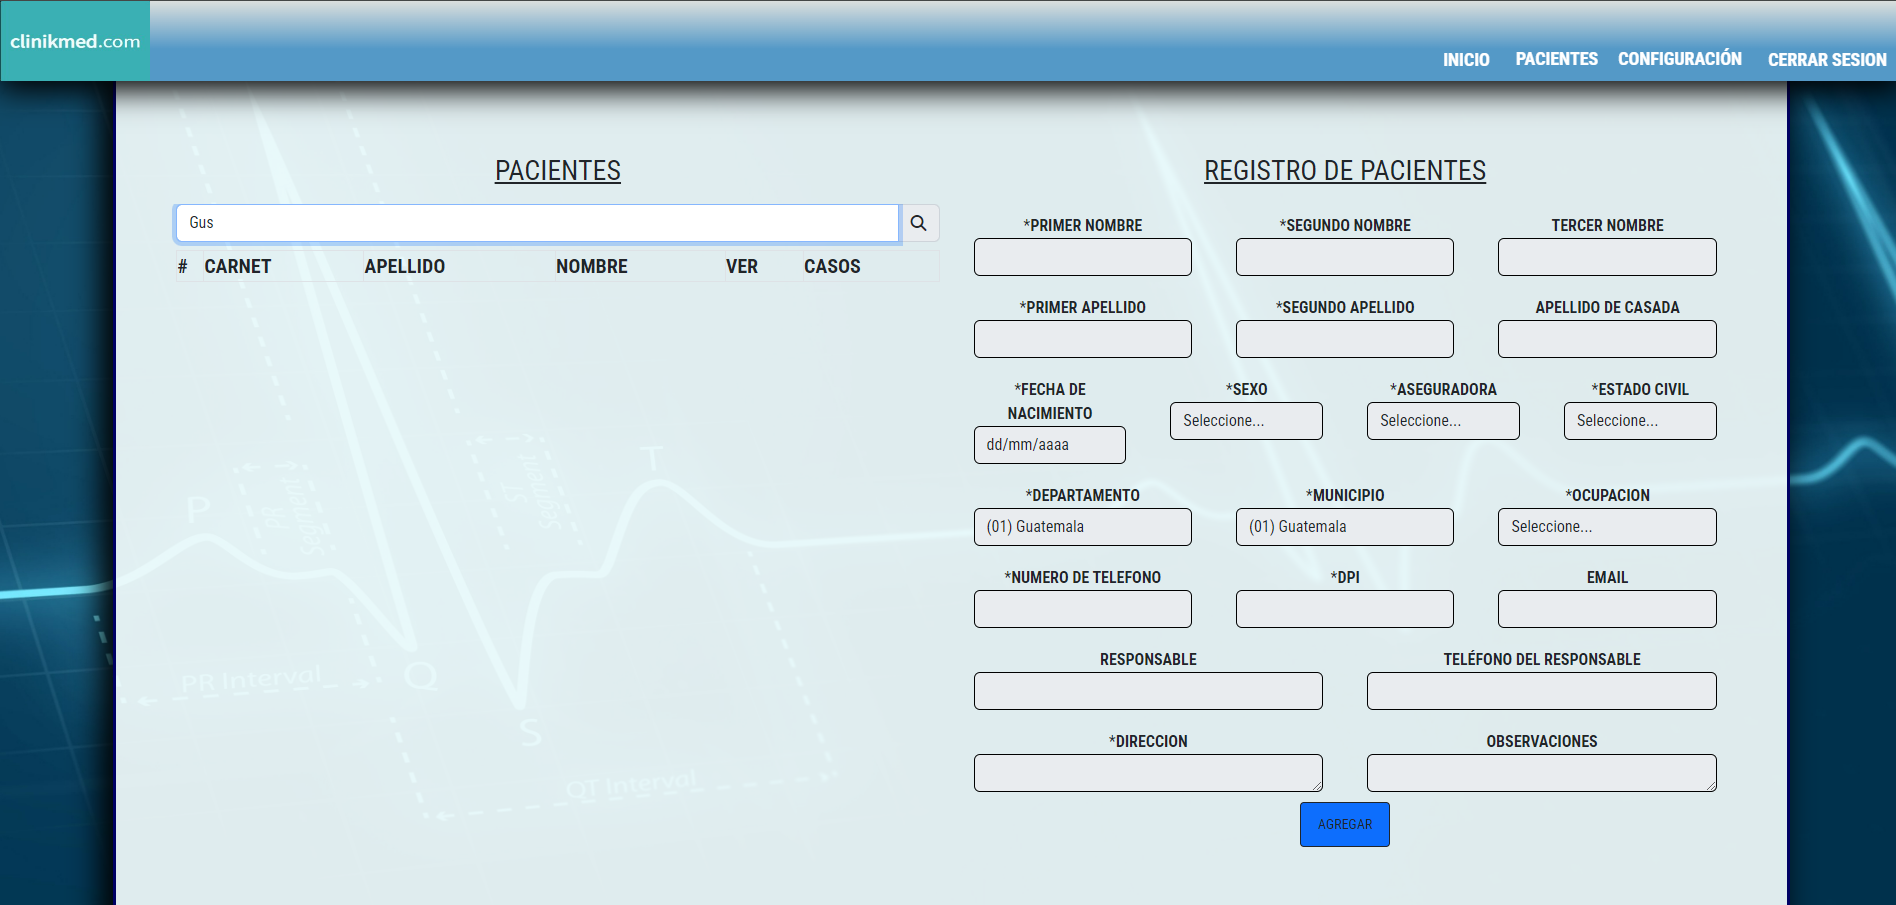 clinikmed.com
INICIO PACIENTES CONFIGURACIÓN CERRAR SESION
PACIENTES
Gus
# CARNET APELLIDO NOMBRE VER CASOS
P
PR Segment
ST Segment
T
PR Interval
Q
S
QT Interval
REGISTRO DE PACIENTES
*PRIMER NOMBRE *SEGUNDO NOMBRE TERCER NOMBRE
*PRIMER APELLIDO *SEGUNDO APELLIDO APELLIDO DE CASADA
*FECHA DE NACIMIENTO *SEXO *ASEGURADORA *ESTADO CIVIL
dd/mm/aaaa Seleccione... Seleccione... Seleccione...
*DEPARTAMENTO *MUNICIPIO *OCUPACION
(01) Guatemala (01) Guatemala Seleccione...
*NUMERO DE TELEFONO *DPI EMAIL
RESPONSABLE TELÉFONO DEL RESPONSABLE
*DIRECCION OBSERVACIONES
AGREGAR